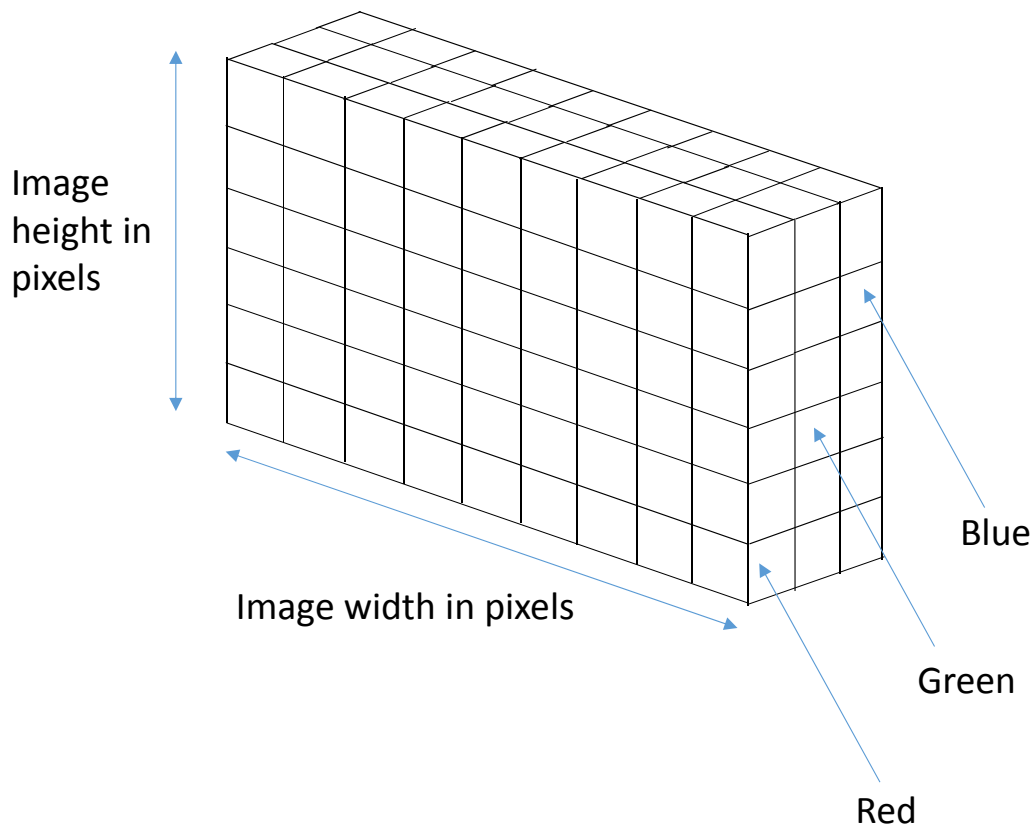 Image
height in
pixels
Image width in pixels
Blue
Green
Red